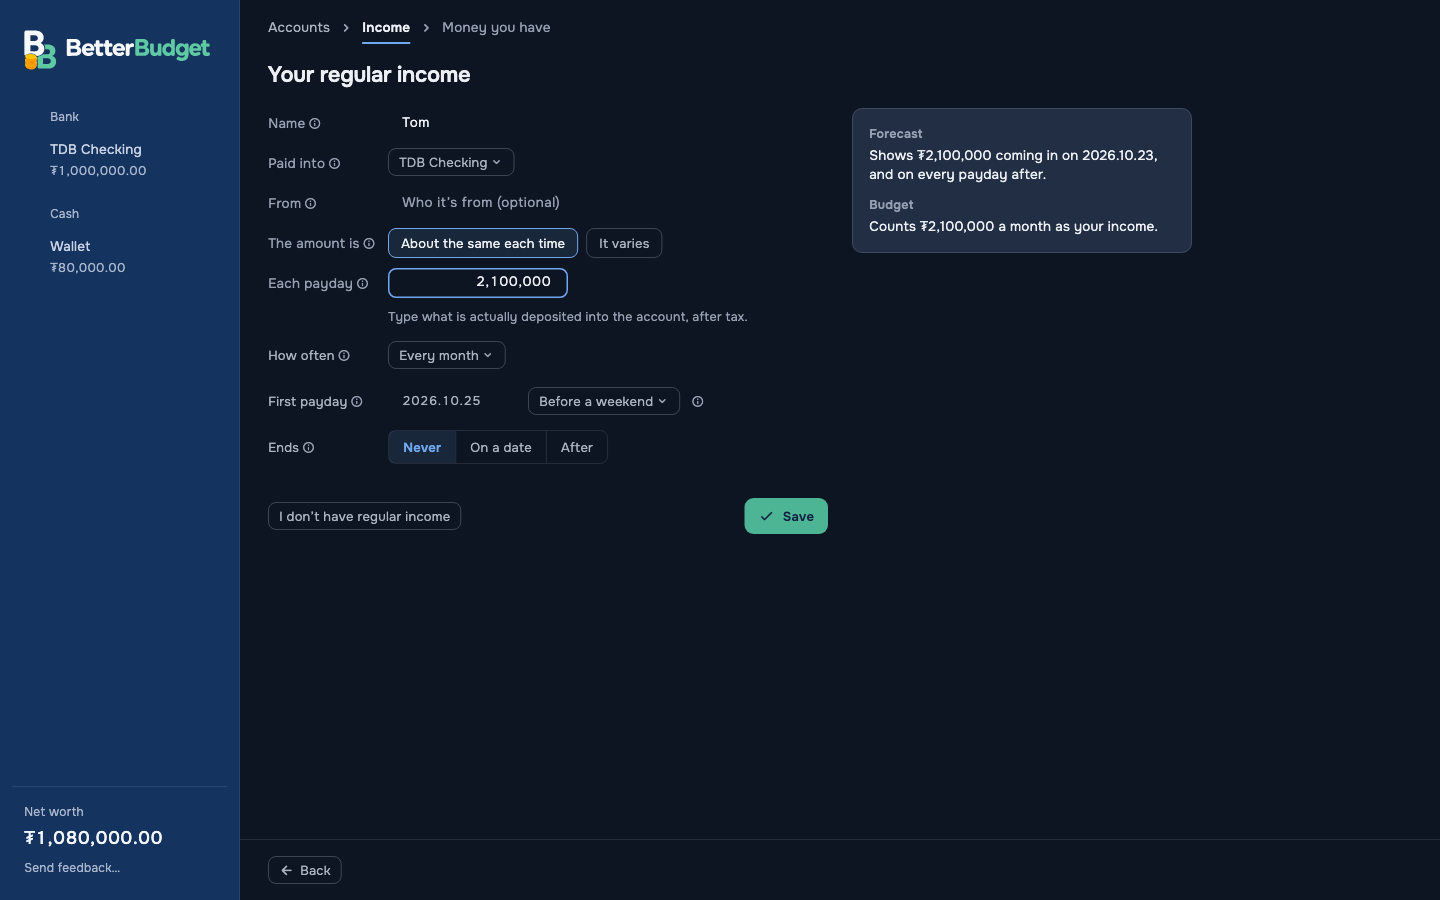 BetterBudget
Bank
TDB Checking
₮1,000,000.00
Cash
Wallet
₮80,000.00
Net worth
₮1,080,000.00
Send feedback...
Accounts > Income > Money you have
Your regular income
Name
Tom
Paid into
TDB Checking
From
Who it's from (optional)
The amount is
About the same each time
It varies
Each payday
2,100,000
Type what is actually deposited into the account, after tax.
How often
Every month
First payday
2026.10.25
Before a weekend
Ends
Never
On a date
After
I don't have regular income
Save
Forecast
Shows ₮2,100,000 coming in on 2026.10.23,
and on every payday after.
Budget
Counts ₮2,100,000 a month as your income.
Back